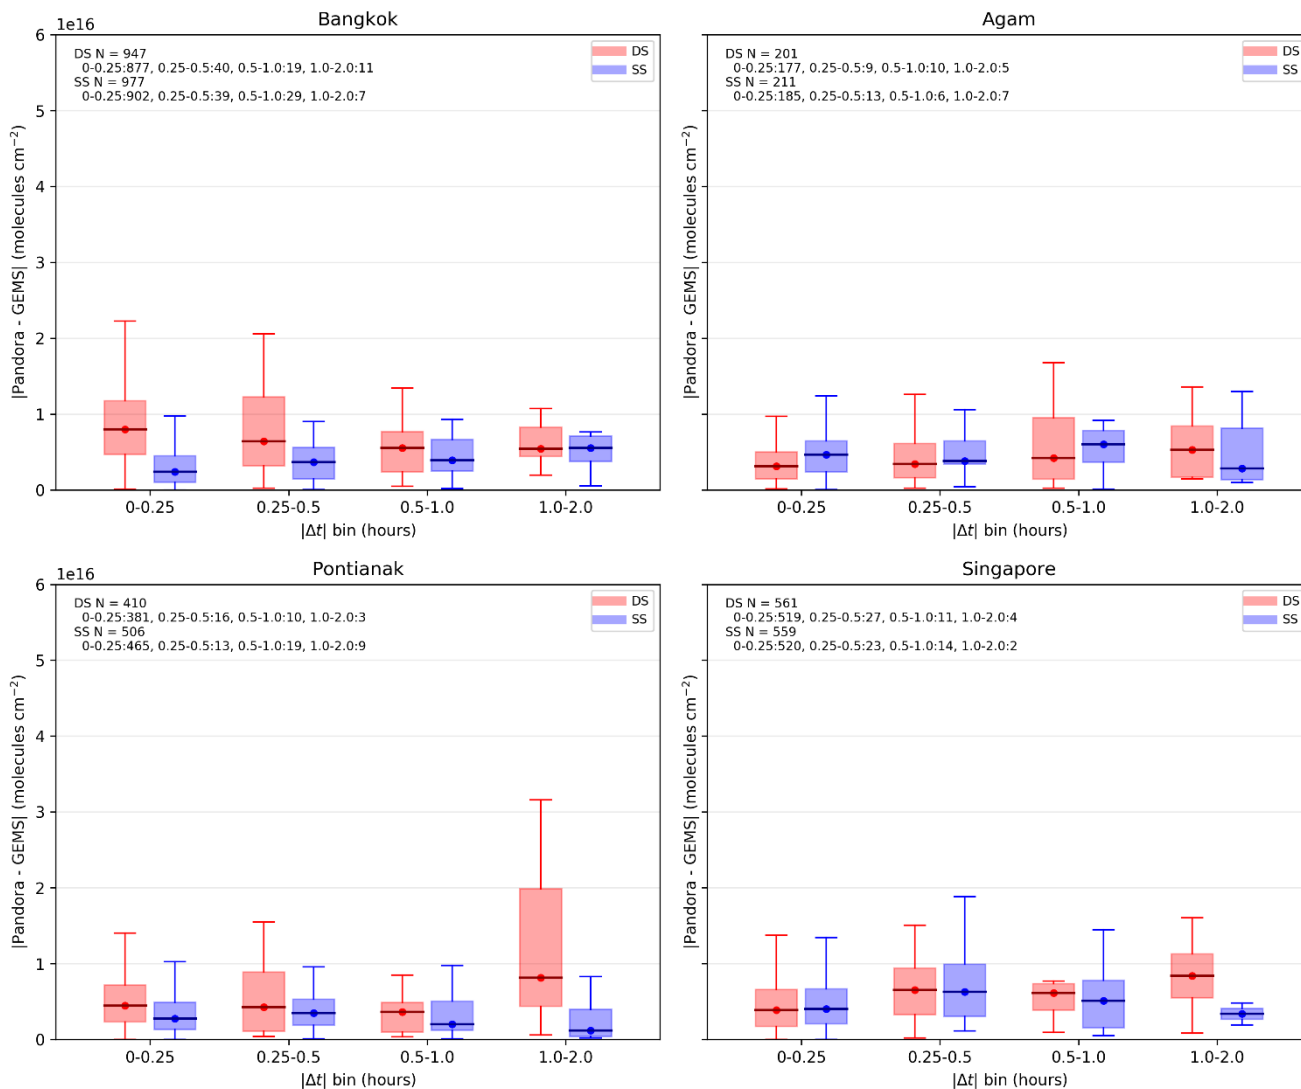 Bangkok
1e16
DS N = 947
0-0.25:877, 0.25-0.5:40, 0.5-1.0:19, 1.0-2.0:11
SS N = 977
0-0.25:902, 0.25-0.5:39, 0.5-1.0:29, 1.0-2.0:7
DS
SS
|Pandora - GEMS| (molecules cm⁻²)
6
5
4
3
2
1
0
0-0.25
0.25-0.5
0.5-1.0
1.0-2.0
|Δt| bin (hours)
Agam
DS N = 201
0-0.25:177, 0.25-0.5:9, 0.5-1.0:10, 1.0-2.0:5
SS N = 211
0-0.25:185, 0.25-0.5:13, 0.5-1.0:6, 1.0-2.0:7
DS
SS
|Pandora - GEMS| (molecules cm⁻²)
0-0.25
0.25-0.5
0.5-1.0
1.0-2.0
|Δt| bin (hours)
Pontianak
1e16
DS N = 410
0-0.25:381, 0.25-0.5:16, 0.5-1.0:10, 1.0-2.0:3
SS N = 506
0-0.25:465, 0.25-0.5:13, 0.5-1.0:19, 1.0-2.0:9
DS
SS
|Pandora - GEMS| (molecules cm⁻²)
6
5
4
3
2
1
0
0-0.25
0.25-0.5
0.5-1.0
1.0-2.0
|Δt| bin (hours)
Singapore
DS N = 561
0-0.25:519, 0.25-0.5:27, 0.5-1.0:11, 1.0-2.0:4
SS N = 559
0-0.25:520, 0.25-0.5:23, 0.5-1.0:14, 1.0-2.0:2
DS
SS
|Pandora - GEMS| (molecules cm⁻²)
0-0.25
0.25-0.5
0.5-1.0
1.0-2.0
|Δt| bin (hours)